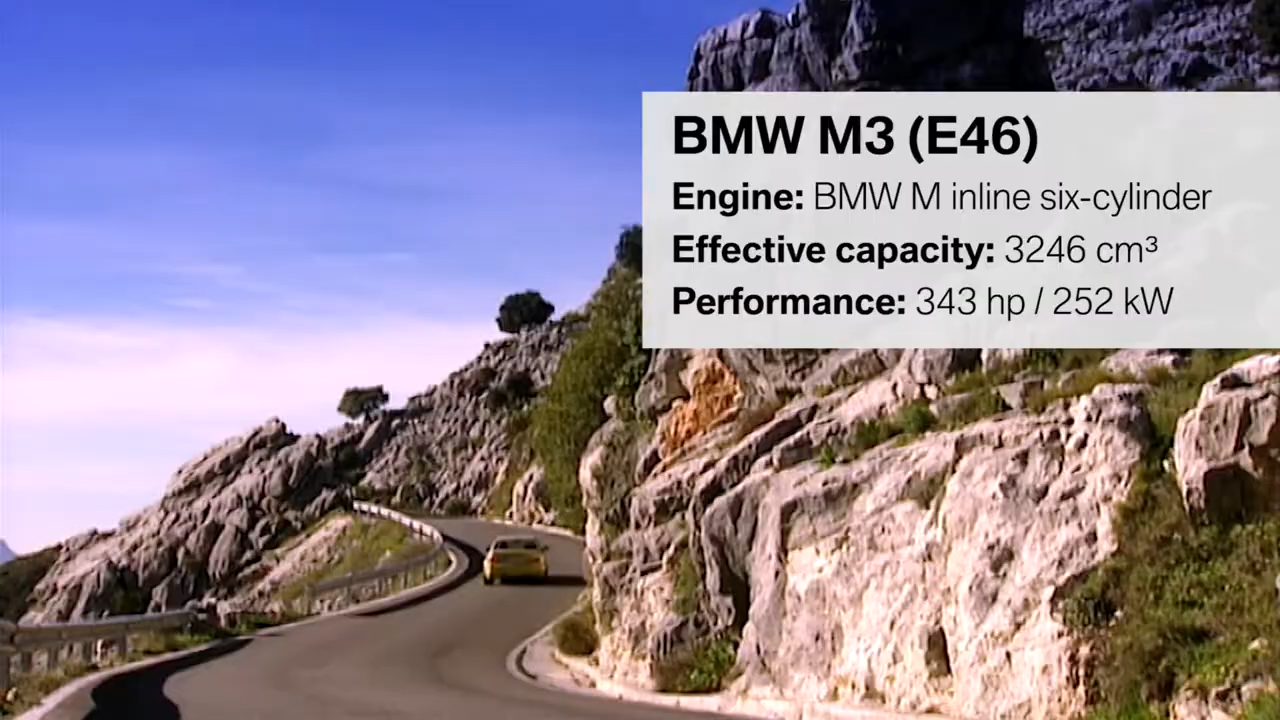 BMW M3 (E46)
Engine: BMW M inline six-cylinder
Effective capacity: 3246 cm³
Performance: 343 hp / 252 kW